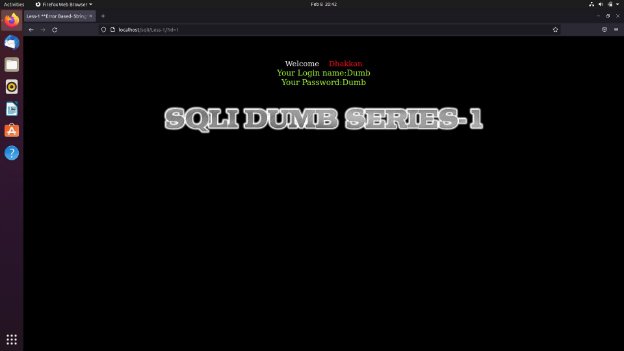 Activities Firefox Web Browser Feb 8 20:42
Less-1 **Error Based- String
localhost/sqli/Less-1/?id=1
Welcome Dhakkan
Your Login name:Dumb
Your Password:Dumb
SQLI DUMB SERIES-1